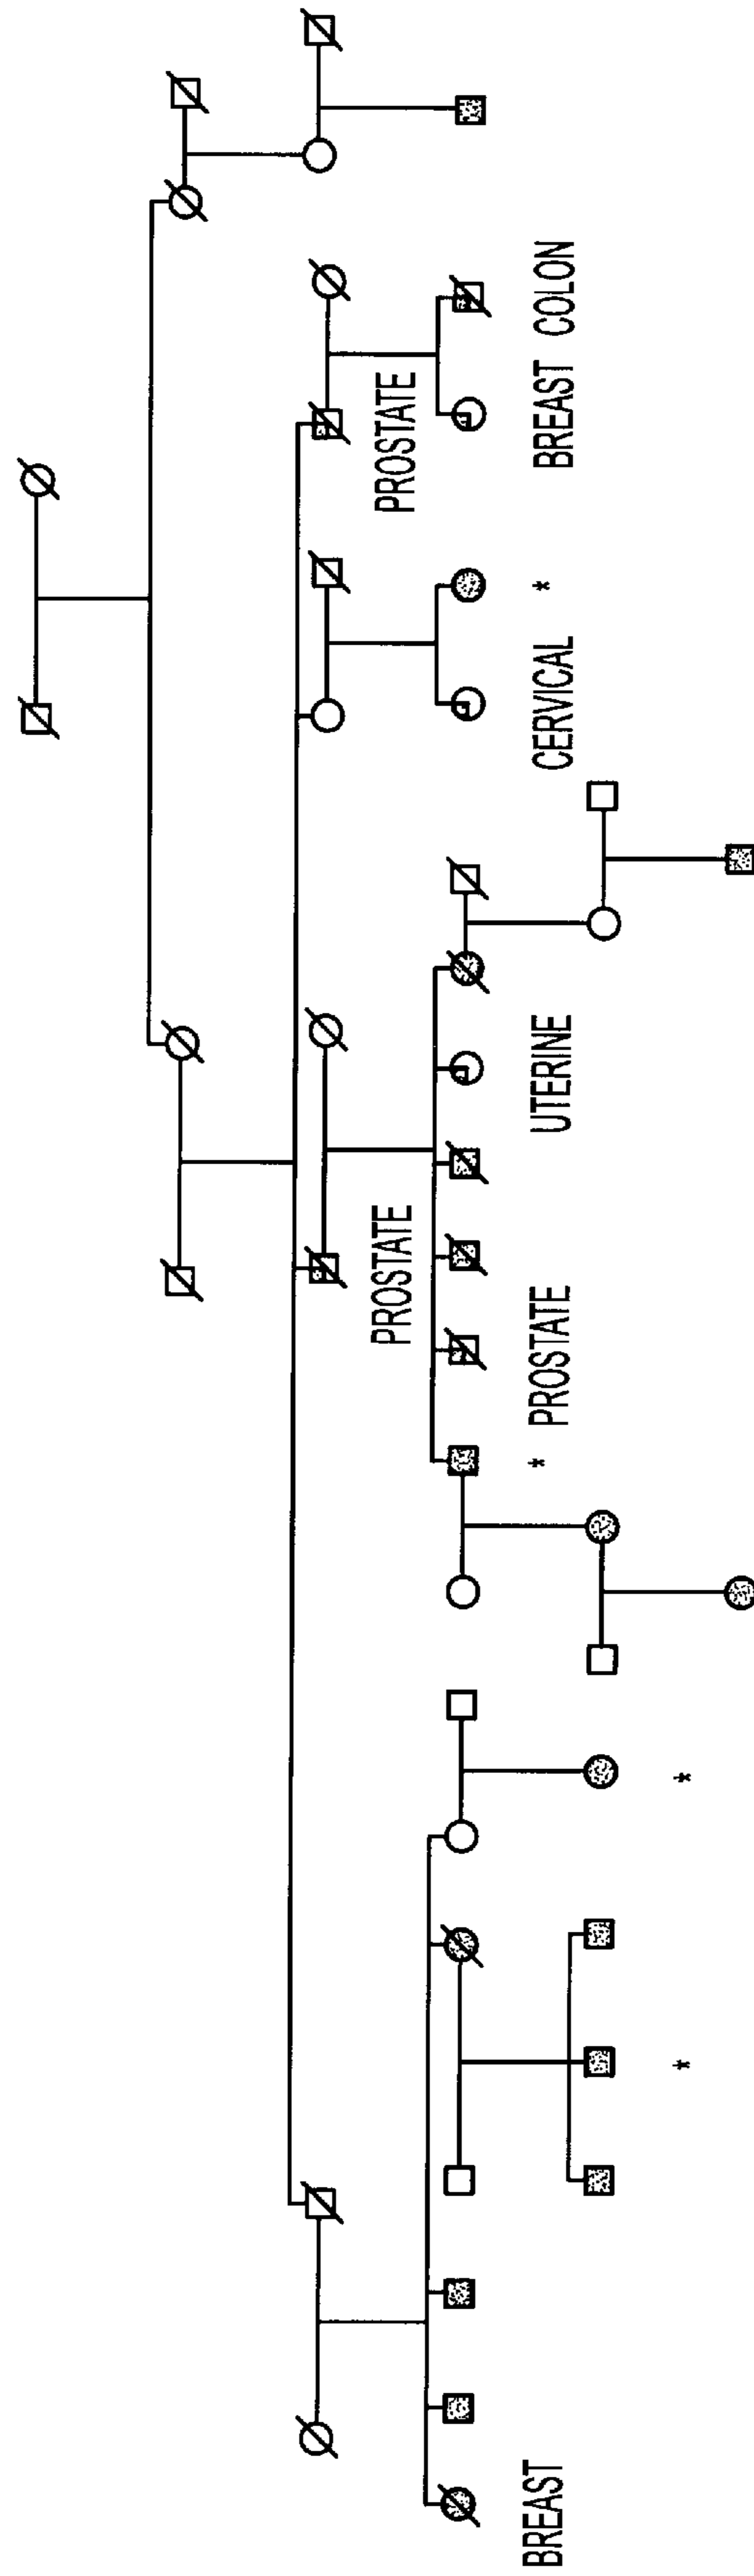 PROSTATE
PROSTATE
BREAST COLON
CERVICAL *
UTERINE
* PROSTATE
*
*
BREAST